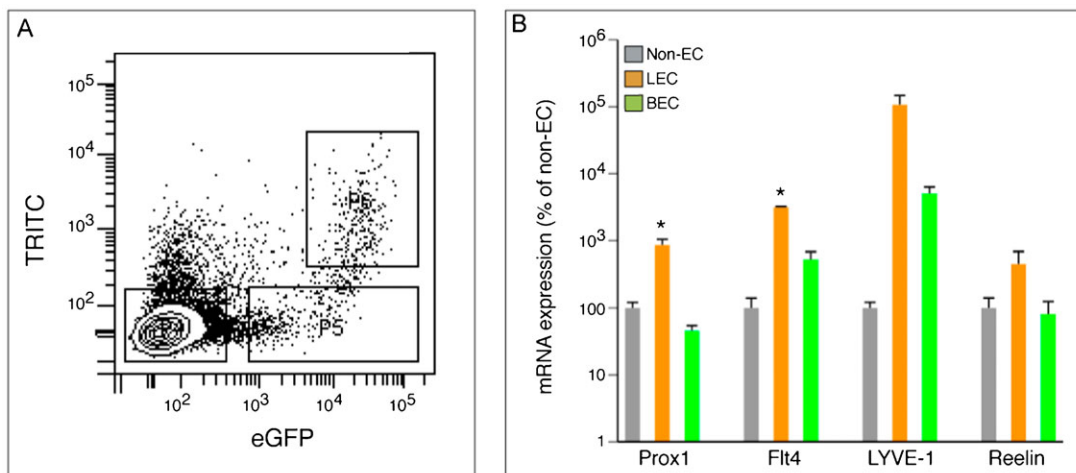 A
TRITC
10^5
10^4
10^3
10^2
P6
P5
10^2 10^3 10^4 10^5
eGFP
B
mRNA expression (% of non-EC)
10^6
10^5
10^4
10^3
100
10
1
Non-EC
LEC
BEC
*
*
Prox1 Flt4 LYVE-1 Reelin